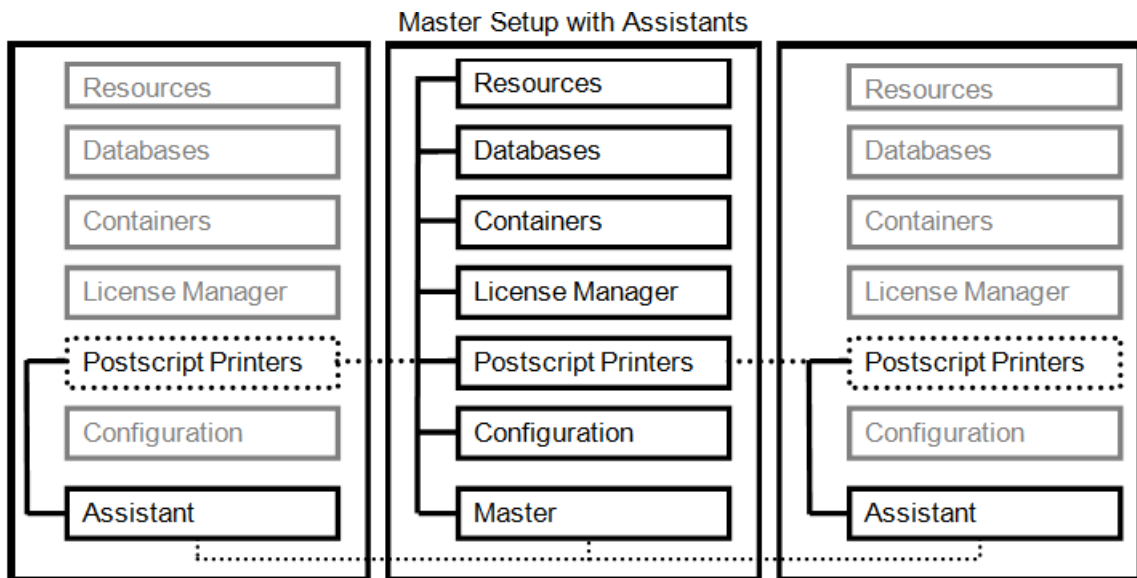 Master Setup with Assistants
Resources
Databases
Containers
License Manager
Postscript Printers
Configuration
Assistant
Resources
Databases
Containers
License Manager
Postscript Printers
Configuration
Master
Resources
Databases
Containers
License Manager
Postscript Printers
Configuration
Assistant